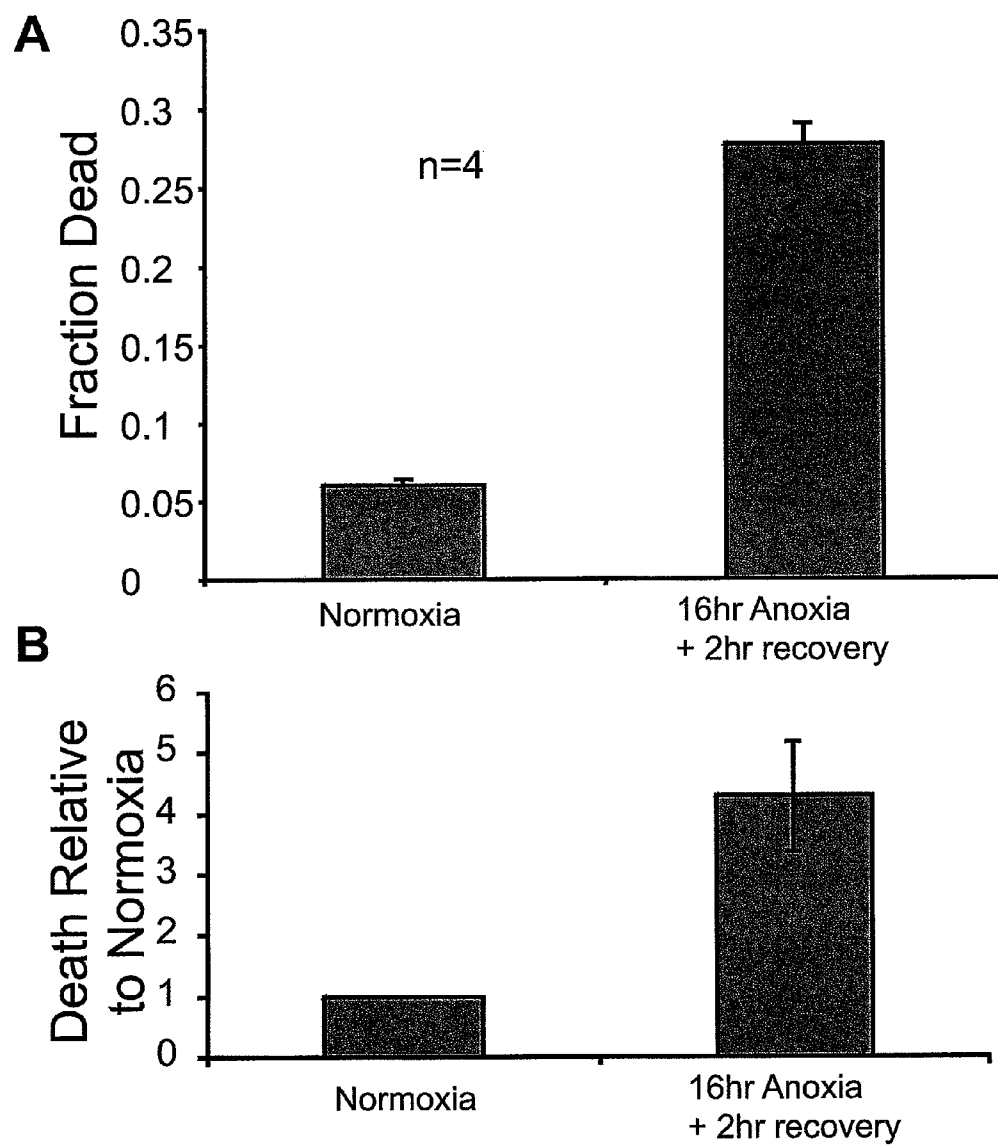 A
Fraction Dead
0.35
0.3
0.25
0.2
0.15
0.1
0.05
0
n=4
Normoxia
16hr Anoxia
+ 2hr recovery
B
Death Relative
to Normoxia
6
5
4
3
2
1
0
Normoxia
16hr Anoxia
+ 2hr recovery